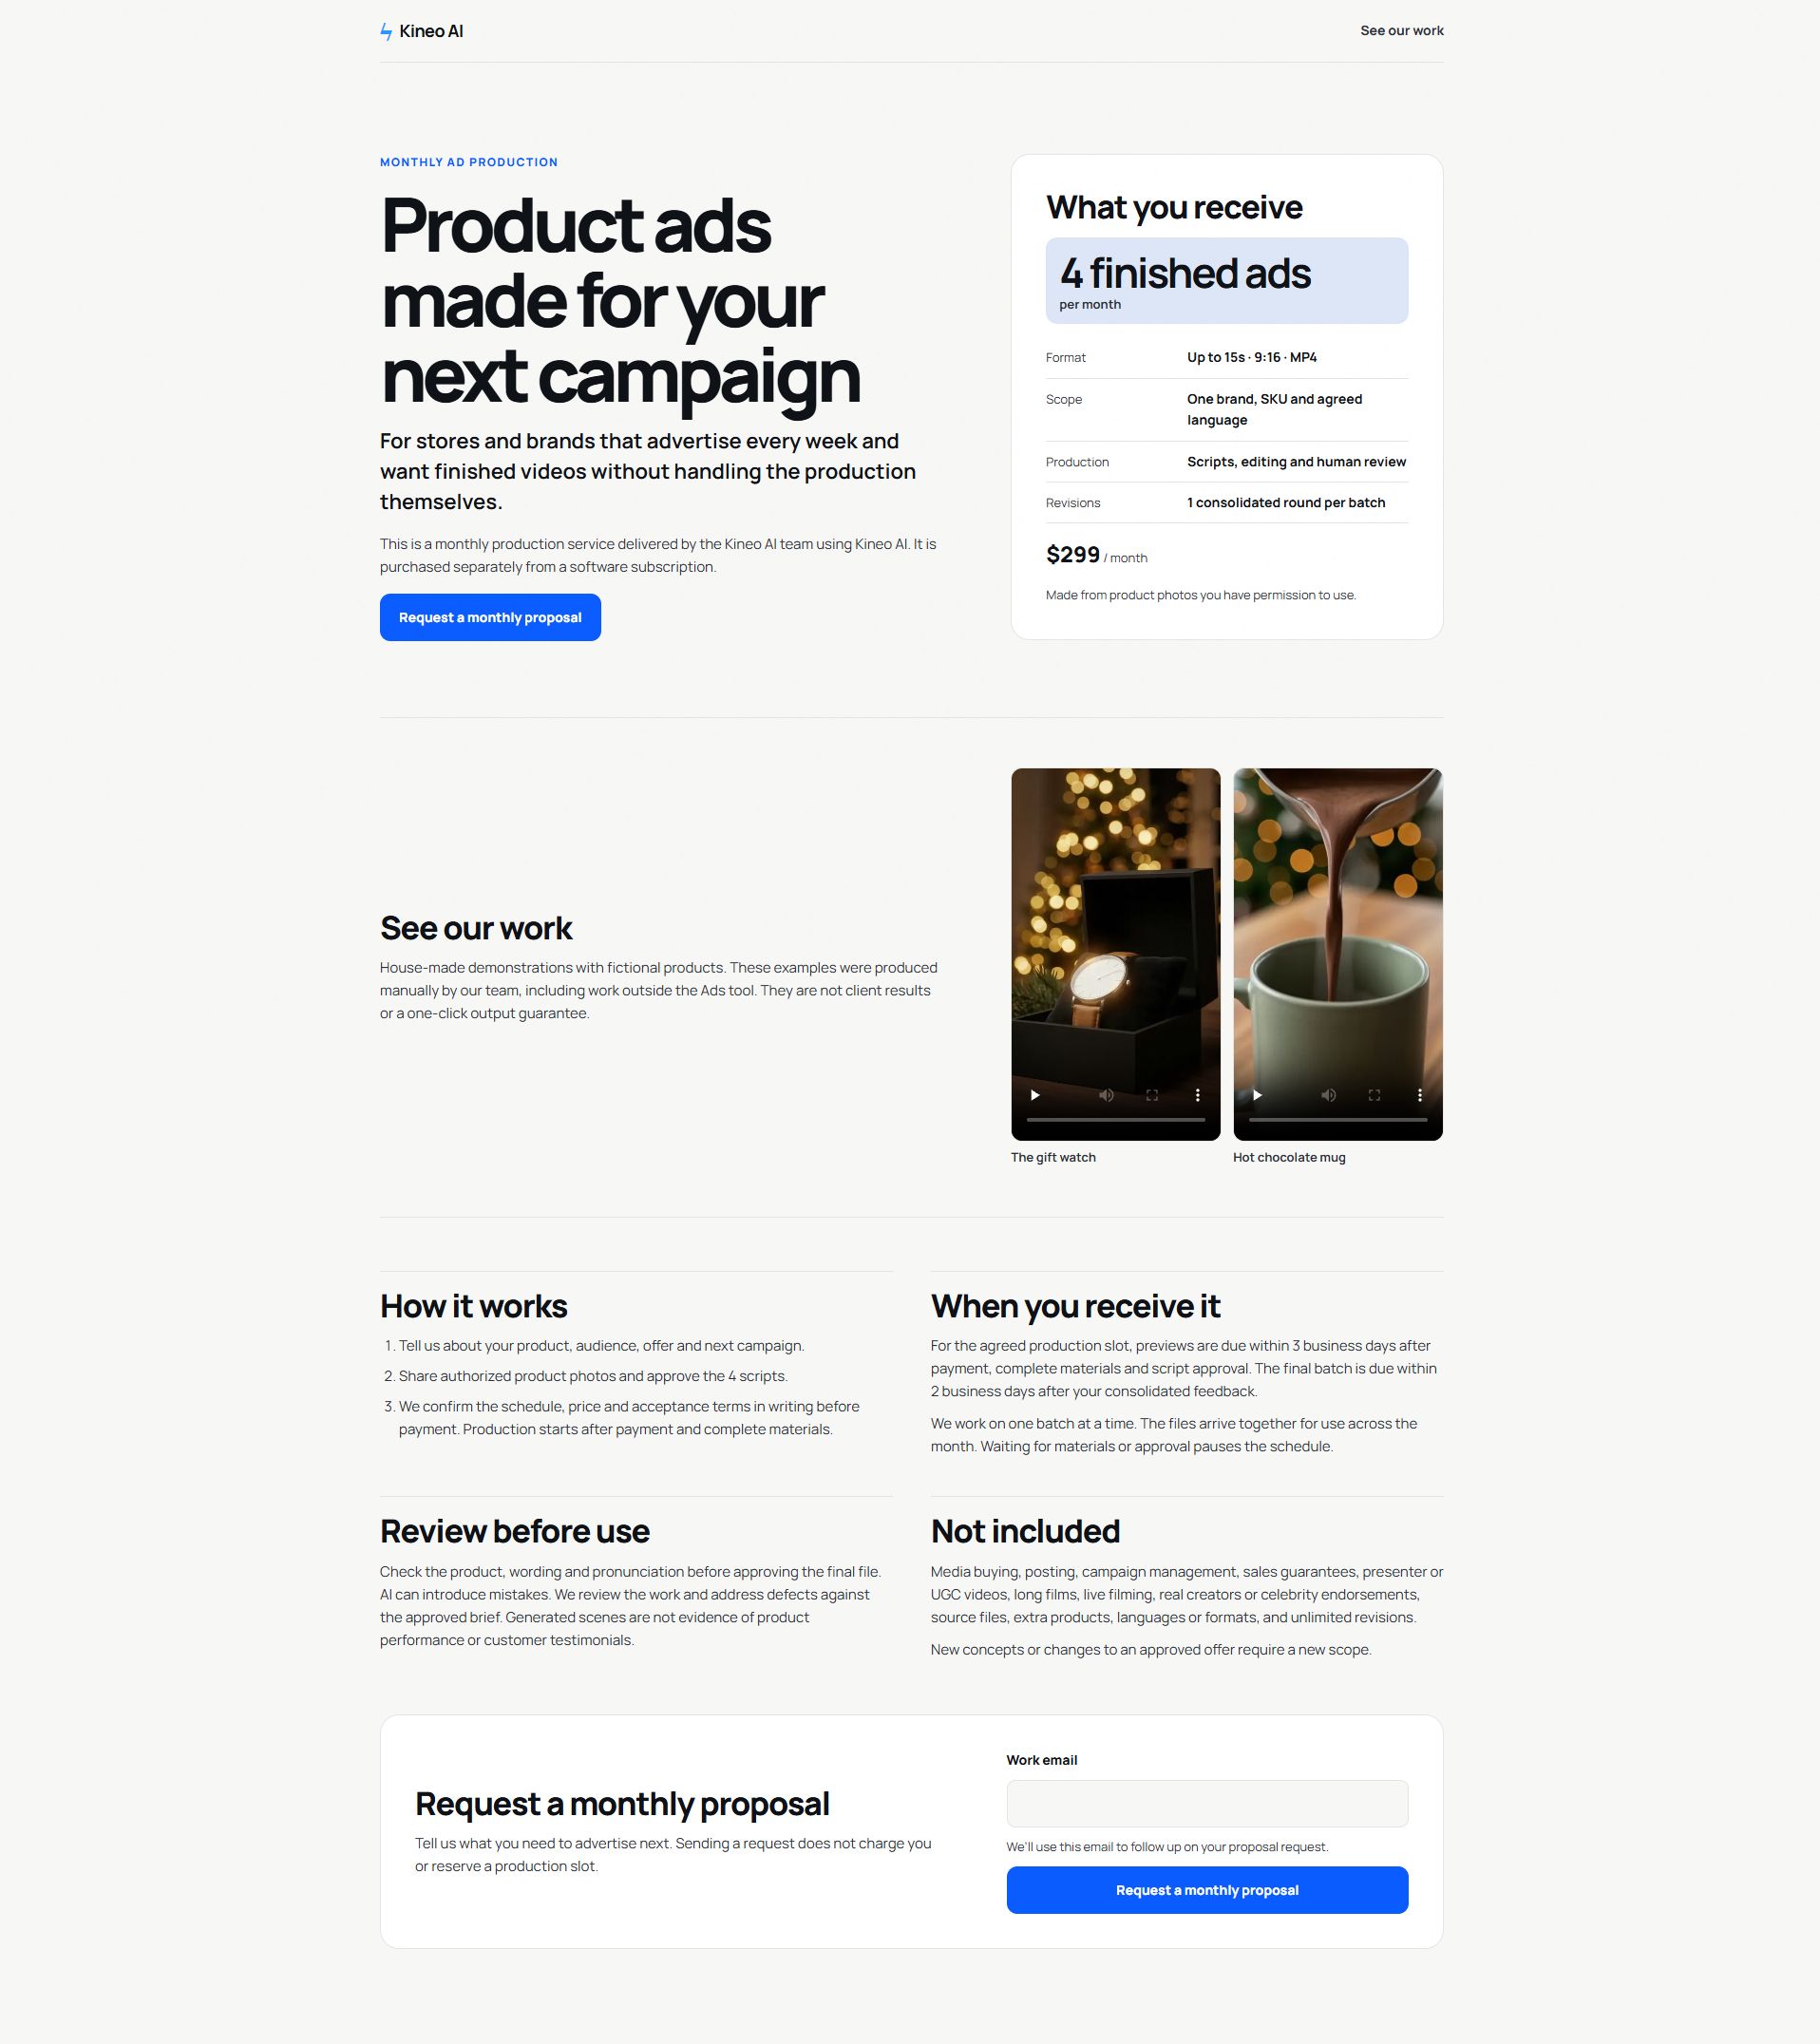 Kineo AI
See our work
MONTHLY AD PRODUCTION
Product ads
made for your
next campaign
For stores and brands that advertise every week and
want finished videos without handling the production
themselves.
This is a monthly production service delivered by the Kineo AI team using Kineo AI. It is
purchased separately from a software subscription.
Request a monthly proposal
What you receive
4 finished ads
per month
Format Up to 15s · 9:16 · MP4
Scope One brand, SKU and agreed
language
Production Scripts, editing and human review
Revisions 1 consolidated round per batch
$299 / month
Made from product photos you have permission to use.
See our work
House-made demonstrations with fictional products. These examples were produced
manually by our team, including work outside the Ads tool. They are not client results
or a one-click output guarantee.
The gift watch
Hot chocolate mug
How it works
1. Tell us about your product, audience, offer and next campaign.
2. Share authorized product photos and approve the 4 scripts.
3. We confirm the schedule, price and acceptance terms in writing before
payment. Production starts after payment and complete materials.
When you receive it
For the agreed production slot, previews are due within 3 business days after
payment, complete materials and script approval. The final batch is due within
2 business days after your consolidated feedback.
We work on one batch at a time. The files arrive together for use across the
month. Waiting for materials or approval pauses the schedule.
Review before use
Check the product, wording and pronunciation before approving the final file.
AI can introduce mistakes. We review the work and address defects against
the approved brief. Generated scenes are not evidence of product
performance or customer testimonials.
Not included
Media buying, posting, campaign management, sales guarantees, presenter or
UGC videos, long films, live filming, real creators or celebrity endorsements,
source files, extra products, languages or formats, and unlimited revisions.
New concepts or changes to an approved offer require a new scope.
Request a monthly proposal
Tell us what you need to advertise next. Sending a request does not charge you
or reserve a production slot.
Work email
We'll use this email to follow up on your proposal request.
Request a monthly proposal